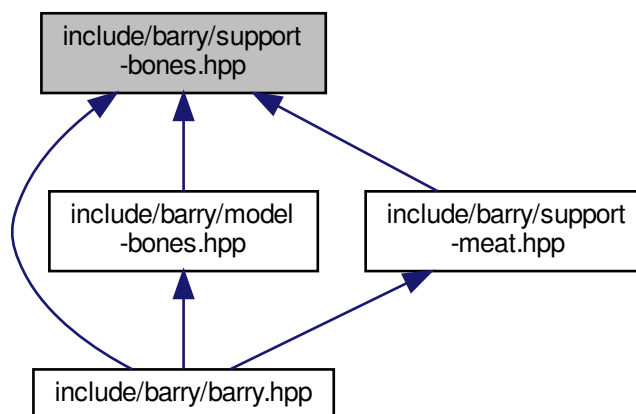 include/barry/support
-bones.hpp
include/barry/model
-bones.hpp
include/barry/support
-meat.hpp
include/barry/barry.hpp